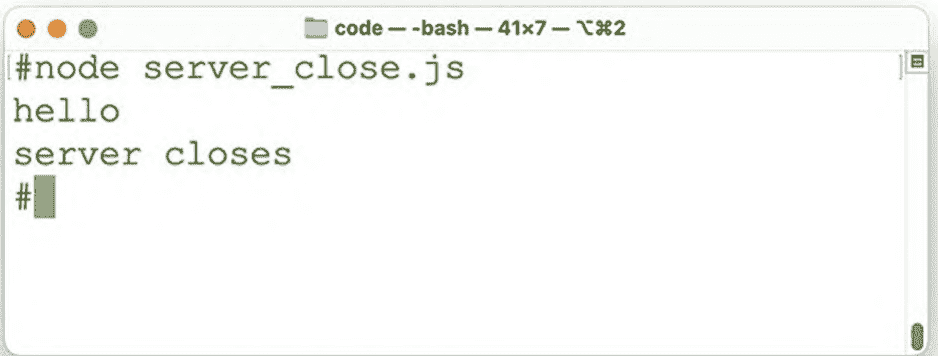 code — -bash — 41×7 — ⌥⌘2
#node server_close.js
hello
server closes
#